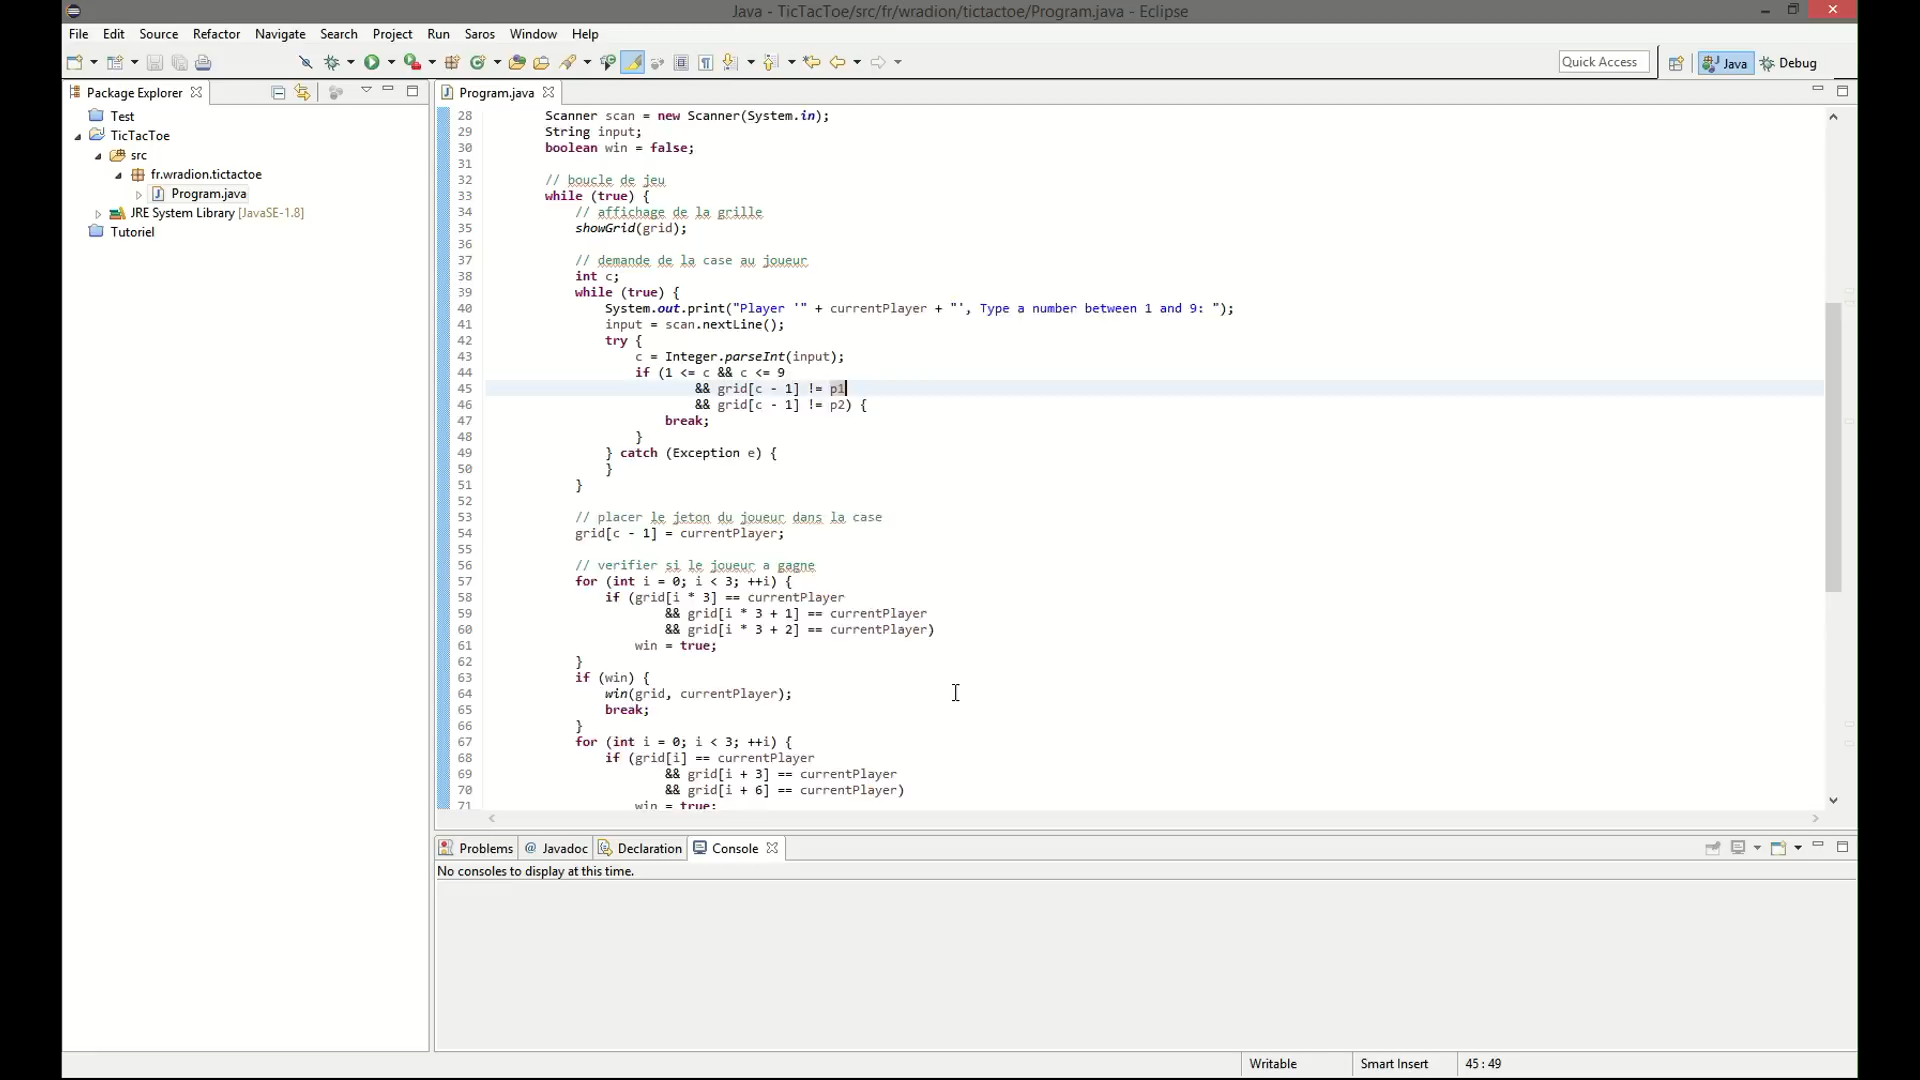 Java - TicTacToe/src/fr/wradion/tictactoe/Program.java - Eclipse
File Edit Source Refactor Navigate Search Project Run Saros Window Help
Quick Access Java Debug
Package Explorer
Test
TicTacToe
src
fr.wradion.tictactoe
Program.java
JRE System Library [JavaSE-1.8]
Tutoriel
Program.java
28 Scanner scan = new Scanner(System.in);
29 String input;
30 boolean win = false;
31
32 // boucle de jeu
33 while (true) {
34 // affichage de la grille
35 showGrid(grid);
36
37 // demande de la case au joueur
38 int c;
39 while (true) {
40 System.out.print("Player '" + currentPlayer + "', Type a number between 1 and 9: ");
41 input = scan.nextLine();
42 try {
43 c = Integer.parseInt(input);
44 if (1 <= c && c <= 9
45 && grid[c - 1] != p1
46 && grid[c - 1] != p2) {
47 break;
48 }
49 } catch (Exception e) {
50 }
51 }
52
53 // placer le jeton du joueur dans la case
54 grid[c - 1] = currentPlayer;
55
56 // verifier si le joueur a gagne
57 for (int i = 0; i < 3; ++i) {
58 if (grid[i * 3] == currentPlayer
59 && grid[i * 3 + 1] == currentPlayer
60 && grid[i * 3 + 2] == currentPlayer)
61 win = true;
62 }
63 if (win) {
64 win(grid, currentPlayer);
65 break;
66 }
67 for (int i = 0; i < 3; ++i) {
68 if (grid[i] == currentPlayer
69 && grid[i + 3] == currentPlayer
70 && grid[i + 6] == currentPlayer)
71 win = true;
Problems @ Javadoc Declaration Console
No consoles to display at this time.
Writable Smart Insert 45 : 49